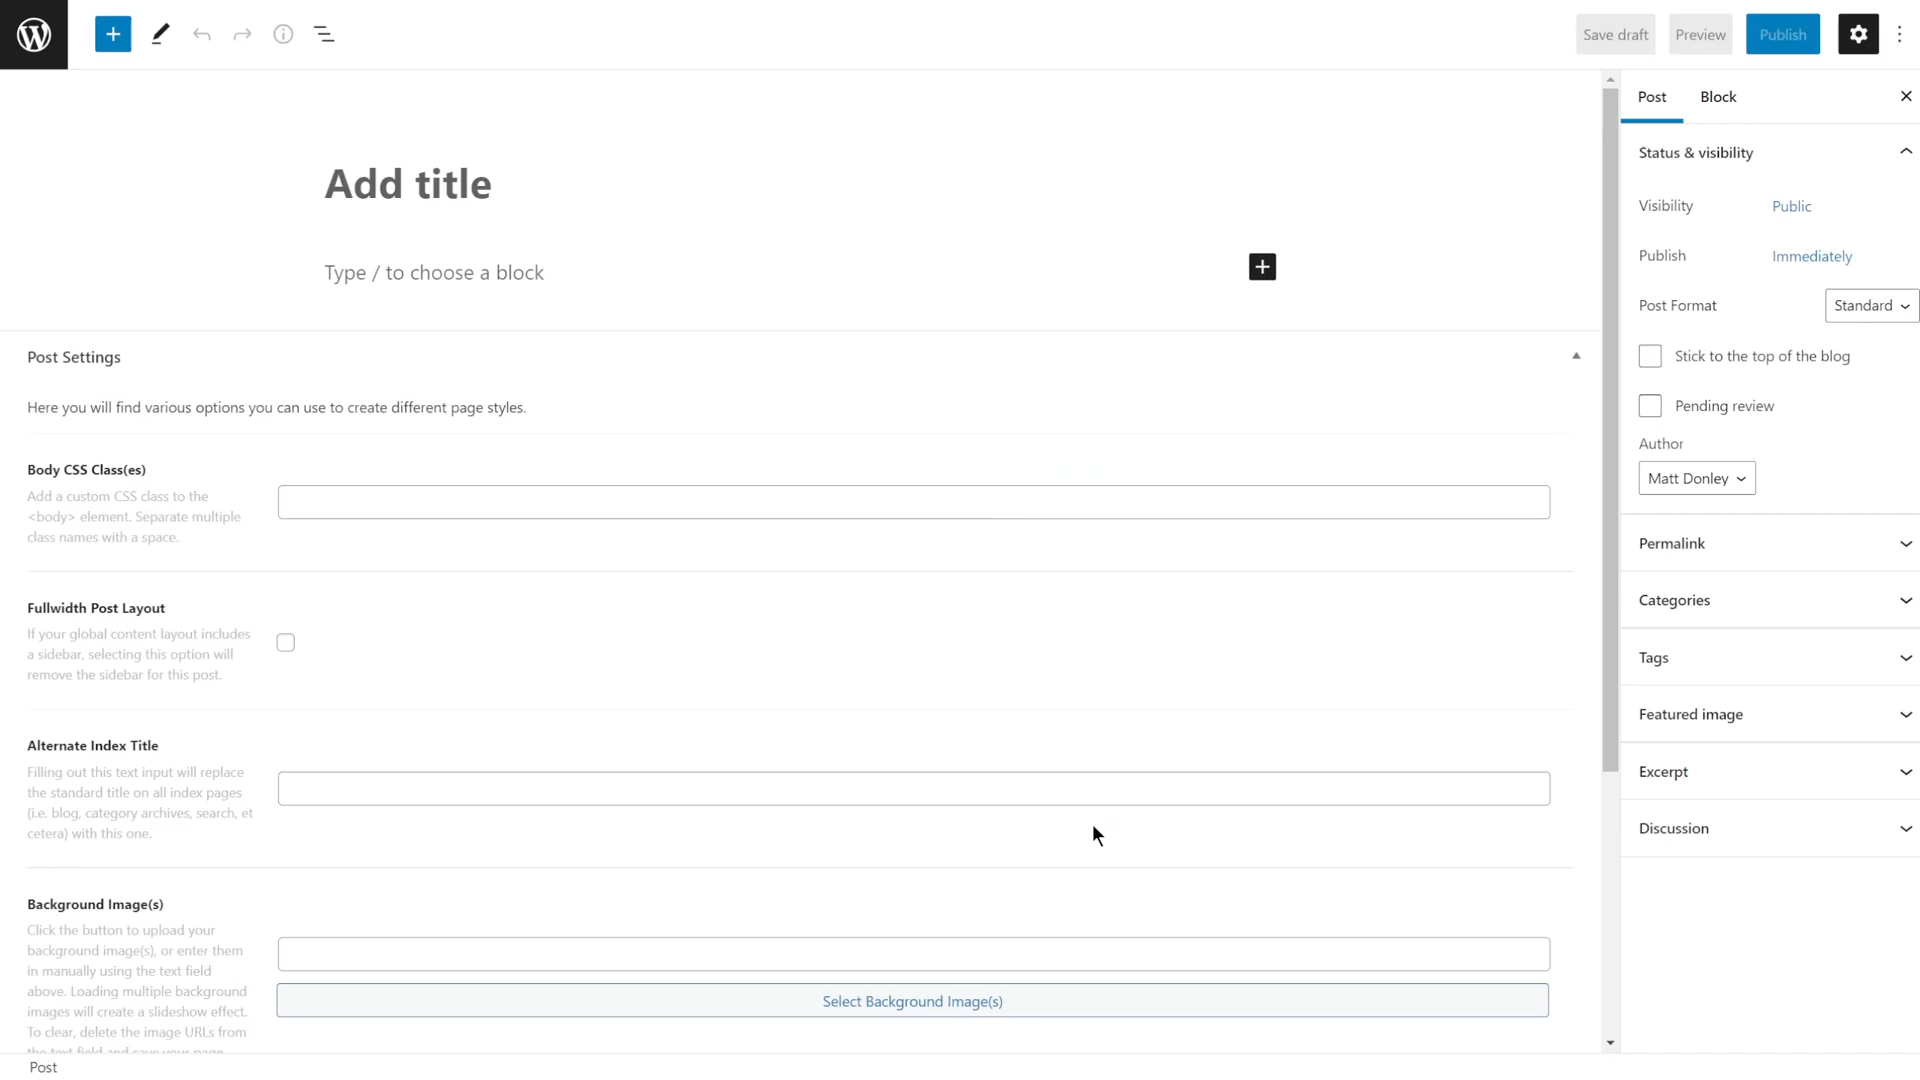 Save draft
Preview
Publish
Post
Block
Add title
Type / to choose a block
Post Settings
Here you will find various options you can use to create different page styles.
Body CSS Class(es)
Add a custom CSS class to the
<body> element. Separate multiple
class names with a space.
Fullwidth Post Layout
If your global content layout includes
a sidebar, selecting this option will
remove the sidebar for this post.
Alternate Index Title
Filling out this text input will replace
the standard title on all index pages
(i.e. blog, category archives, search, et
cetera) with this one.
Background Image(s)
Click the button to upload your
background image(s), or enter them
in manually using the text field
above. Loading multiple background
images will create a slideshow effect.
To clear, delete the image URLs from
the text field and save your page
Select Background Image(s)
Status & visibility
Visibility Public
Publish Immediately
Post Format Standard
Stick to the top of the blog
Pending review
Author
Matt Donley
Permalink
Categories
Tags
Featured image
Excerpt
Discussion
Post